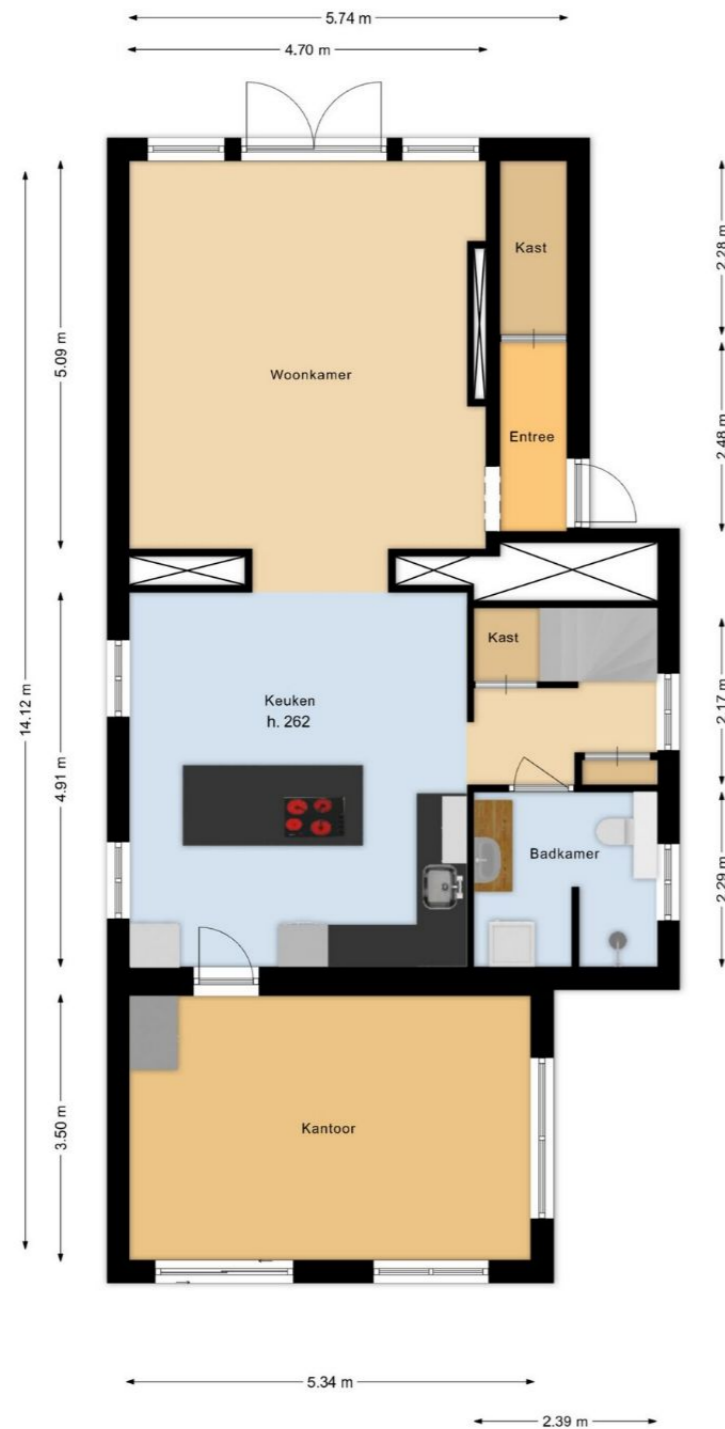 5.74 m
4.70 m
Kast
2.28 m
5.09 m
Woonkamer
Entree
2.48 m
14.12 m
Kast
2.17 m
Keuken
h. 262
4.91 m
Badkamer
2.29 m
3.50 m
Kantoor
5.34 m
2.39 m